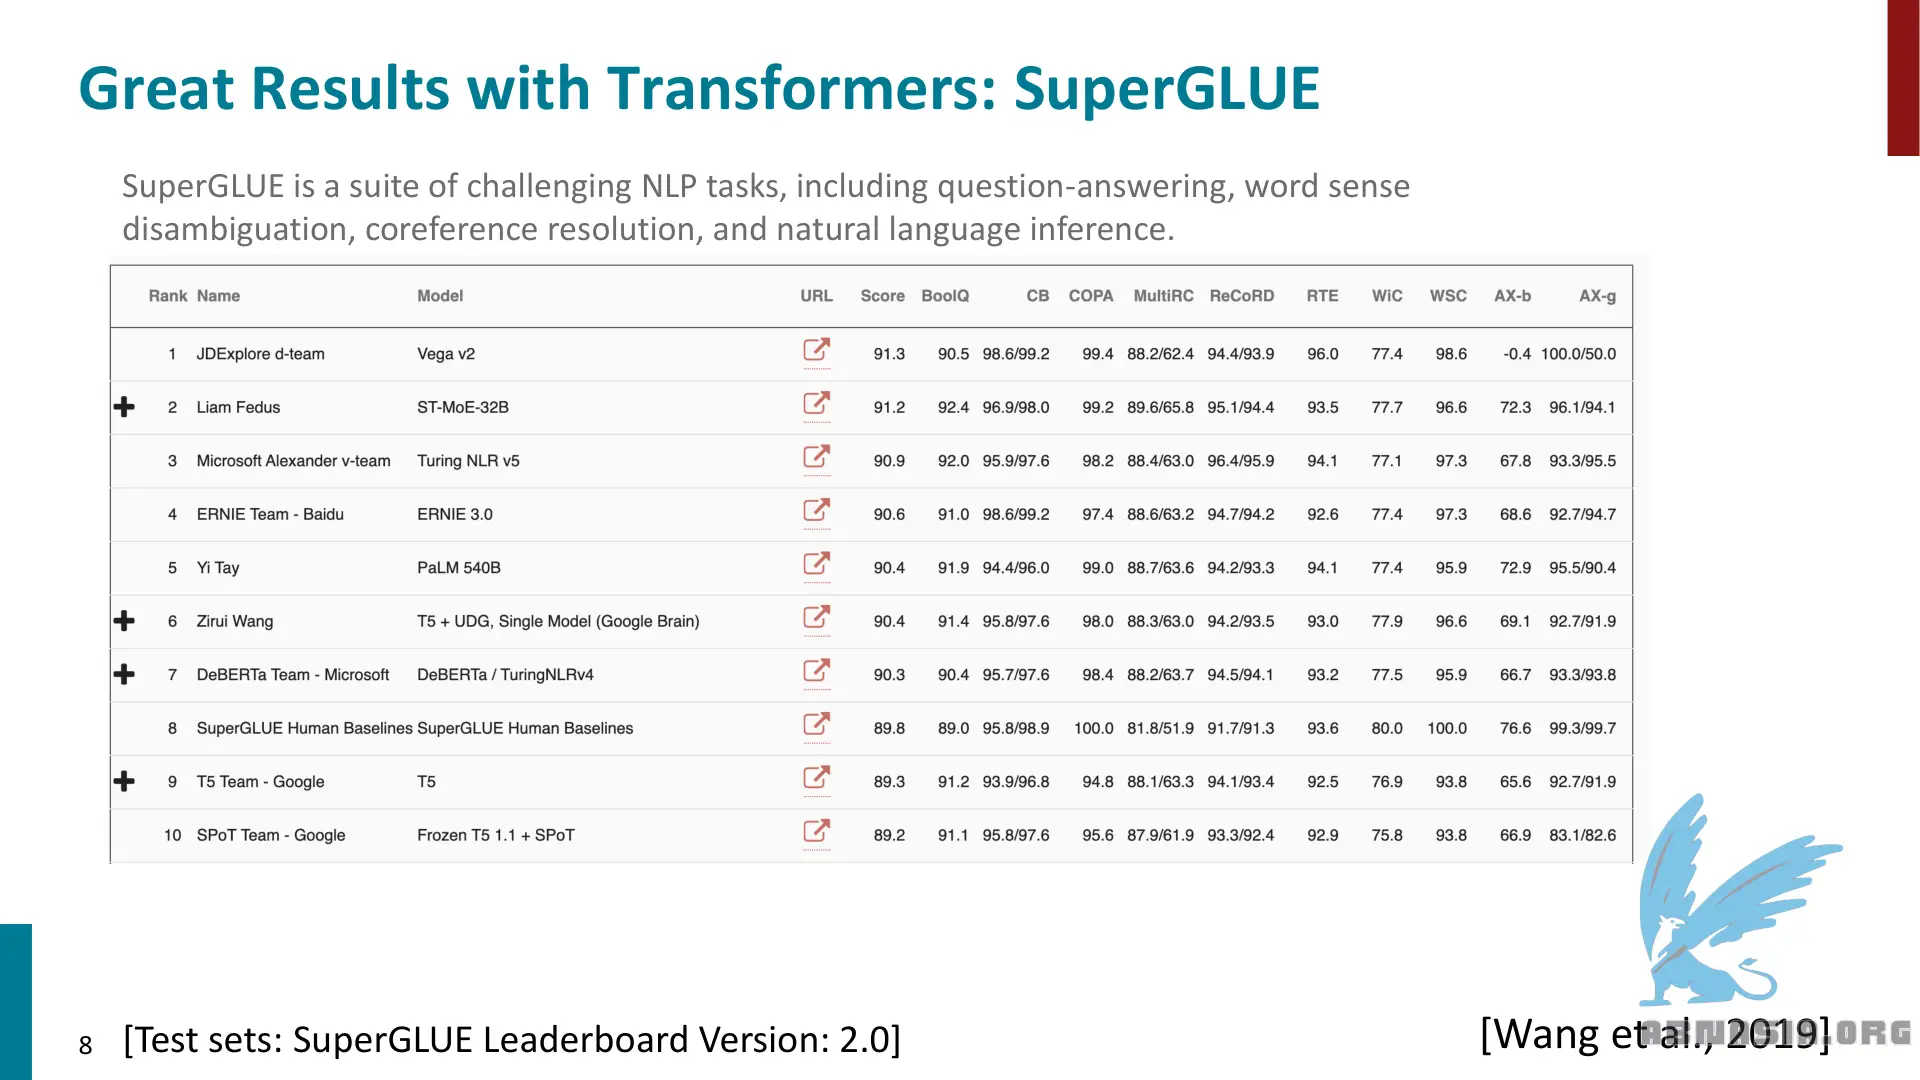 Great Results with Transformers: SuperGLUE
SuperGLUE is a suite of challenging NLP tasks, including question-answering, word sense
disambiguation, coreference resolution, and natural language inference.
Rank Name Model URL Score BoolQ CB COPA MultiRC ReCoRD RTE WiC WSC AX-b AX-g
1 JDExplore d-team Vega v2 91.3 90.5 98.6/99.2 99.4 88.2/62.4 94.4/93.9 96.0 77.4 98.6 -0.4 100.0/50.0
+ 2 Liam Fedus ST-MoE-32B 91.2 92.4 96.9/98.0 99.2 89.6/65.8 95.1/94.4 93.5 77.7 96.6 72.3 96.1/94.1
3 Microsoft Alexander v-team Turing NLR v5 90.9 92.0 95.9/97.6 98.2 88.4/63.0 96.4/95.9 94.1 77.1 97.3 67.8 93.3/95.5
4 ERNIE Team - Baidu ERNIE 3.0 90.6 91.0 98.6/99.2 97.4 88.6/63.2 94.7/94.2 92.6 77.4 97.3 68.6 92.7/94.7
5 Yi Tay PaLM 540B 90.4 91.9 94.4/96.0 99.0 88.7/63.6 94.2/93.3 94.1 77.4 95.9 72.9 95.5/90.4
+ 6 Zirui Wang T5 + UDG, Single Model (Google Brain) 90.4 91.4 95.8/97.6 98.0 88.3/63.0 94.2/93.5 93.0 77.9 96.6 69.1 92.7/91.9
+ 7 DeBERTa Team - Microsoft DeBERTa / TuringNLRv4 90.3 90.4 95.7/97.6 98.4 88.2/63.7 94.5/94.1 93.2 77.5 95.9 66.7 93.3/93.8
8 SuperGLUE Human Baselines SuperGLUE Human Baselines 89.8 89.0 95.8/98.9 100.0 81.8/51.9 91.7/91.3 93.6 80.0 100.0 76.6 99.3/99.7
+ 9 T5 Team - Google T5 89.3 91.2 93.9/96.8 94.8 88.1/63.3 94.1/93.4 92.5 76.9 93.8 65.6 92.7/91.9
10 SPoT Team - Google Frozen T5 1.1 + SPoT 89.2 91.1 95.8/97.6 95.6 87.9/61.9 93.3/92.4 92.9 75.8 93.8 66.9 83.1/82.6
8 [Test sets: SuperGLUE Leaderboard Version: 2.0]
[Wang et al., 2019]
ABNASIA.ORG